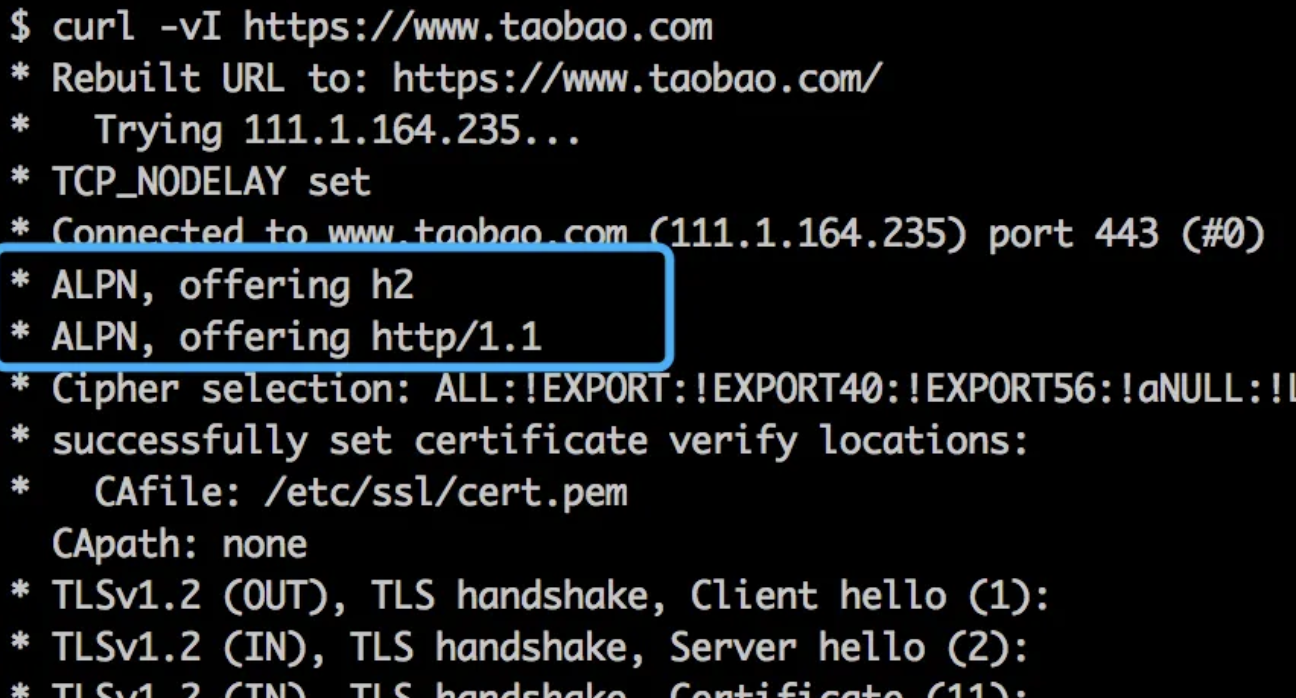 $ curl -vI https://www.taobao.com
* Rebuilt URL to: https://www.taobao.com/
*   Trying 111.1.164.235...
* TCP_NODELAY set
* Connected to www.taobao.com (111.1.164.235) port 443 (#0)
* ALPN, offering h2
* ALPN, offering http/1.1
* Cipher selection: ALL:!EXPORT:!EXPORT40:!EXPORT56:!aNULL:!L
* successfully set certificate verify locations:
*   CAfile: /etc/ssl/cert.pem
  CApath: none
* TLSv1.2 (OUT), TLS handshake, Client hello (1):
* TLSv1.2 (IN), TLS handshake, Server hello (2):
* TLSv1.2 (IN), TLS handshake, Certificate (11):